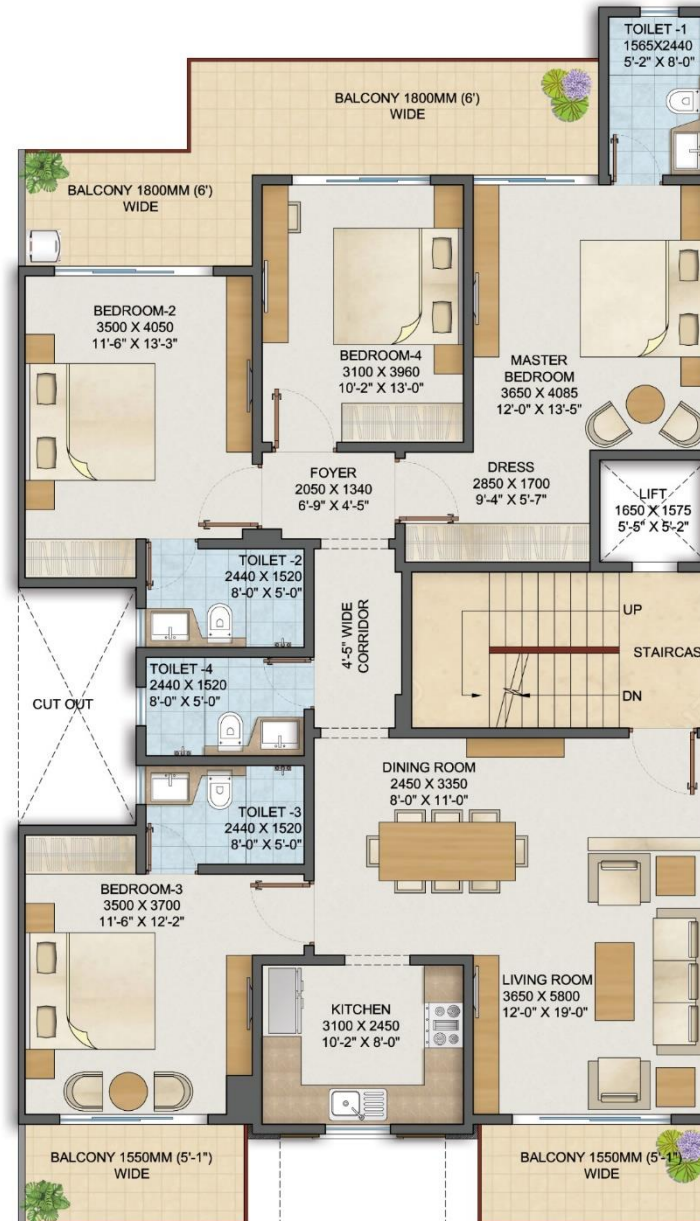 TOILET -1
1565X2440
5'-2" X 8'-0"
BALCONY 1800MM (6')
WIDE
BALCONY 1800MM (6')
WIDE
BEDROOM-2
3500 X 4050
11'-6" X 13'-3"
BEDROOM-4
3100 X 3960
10'-2" X 13'-0"
MASTER
BEDROOM
3650 X 4085
12'-0" X 13'-5"
FOYER
2050 X 1340
6'-9" X 4'-5"
DRESS
2850 X 1700
9'-4" X 5'-7"
LIFT
1650 X 1575
5'-5" X 5'-2"
TOILET -2
2440 X 1520
8'-0" X 5'-0"
4'-5" WIDE
CORRIDOR
UP
STAIRCAS
DN
TOILET -4
2440 X 1520
8'-0" X 5'-0"
CUT OUT
DINING ROOM
2450 X 3350
8'-0" X 11'-0"
TOILET -3
2440 X 1520
8'-0" X 5'-0"
BEDROOM-3
3500 X 3700
11'-6" X 12'-2"
KITCHEN
3100 X 2450
10'-2" X 8'-0"
LIVING ROOM
3650 X 5800
12'-0" X 19'-0"
BALCONY 1550MM (5'-1")
WIDE
BALCONY 1550MM (5'-1")
WIDE